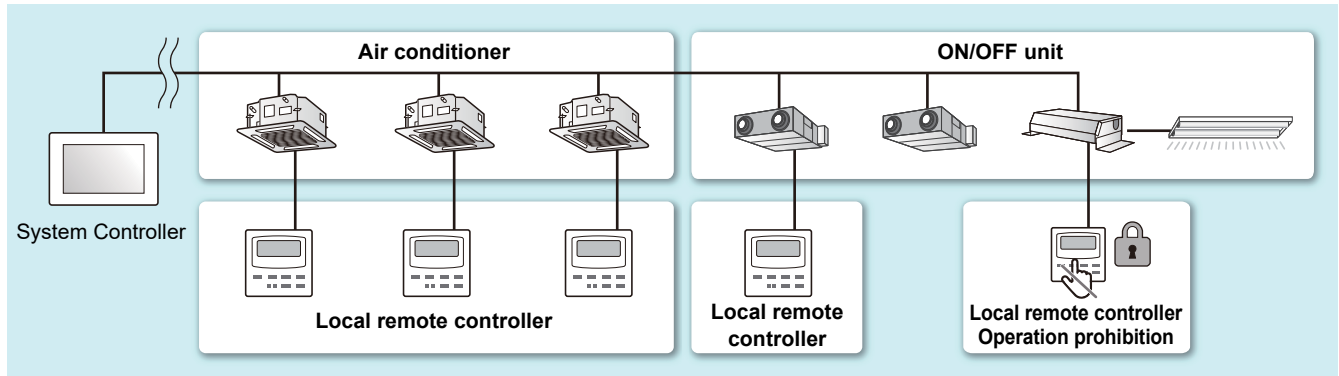 Air conditioner
ON/OFF unit
System Controller
Local remote controller
Local remote
controller
Local remote controller
Operation prohibition